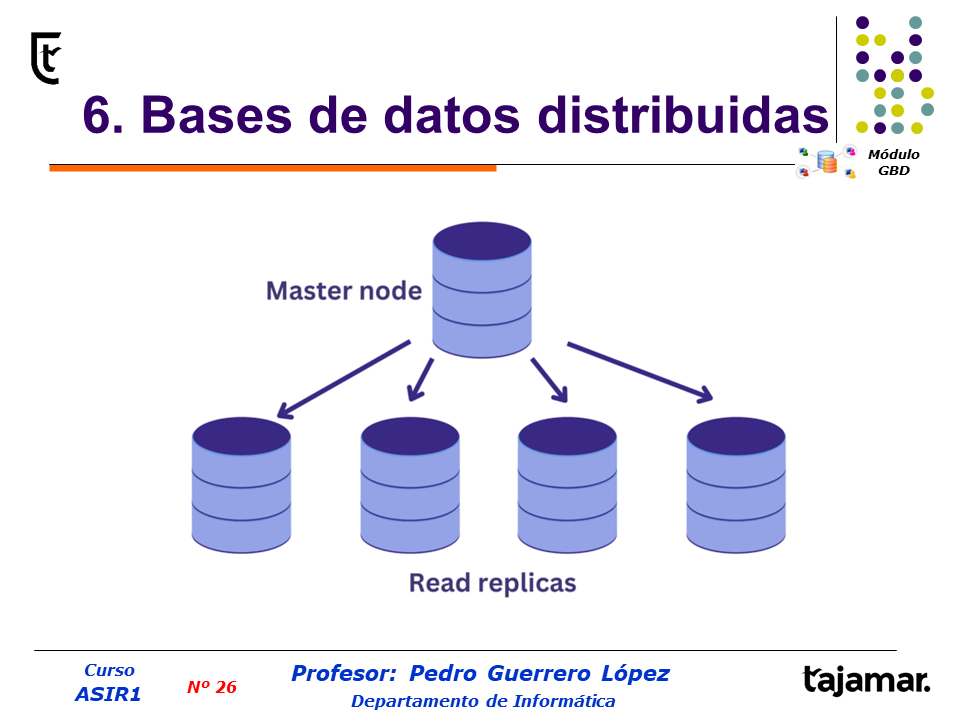 6. Bases de datos distribuidas
Módulo
GBD
Master node
Read replicas
Curso
ASIR1
Nº 26
Profesor: Pedro Guerrero López
Departamento de Informática
tajamar.